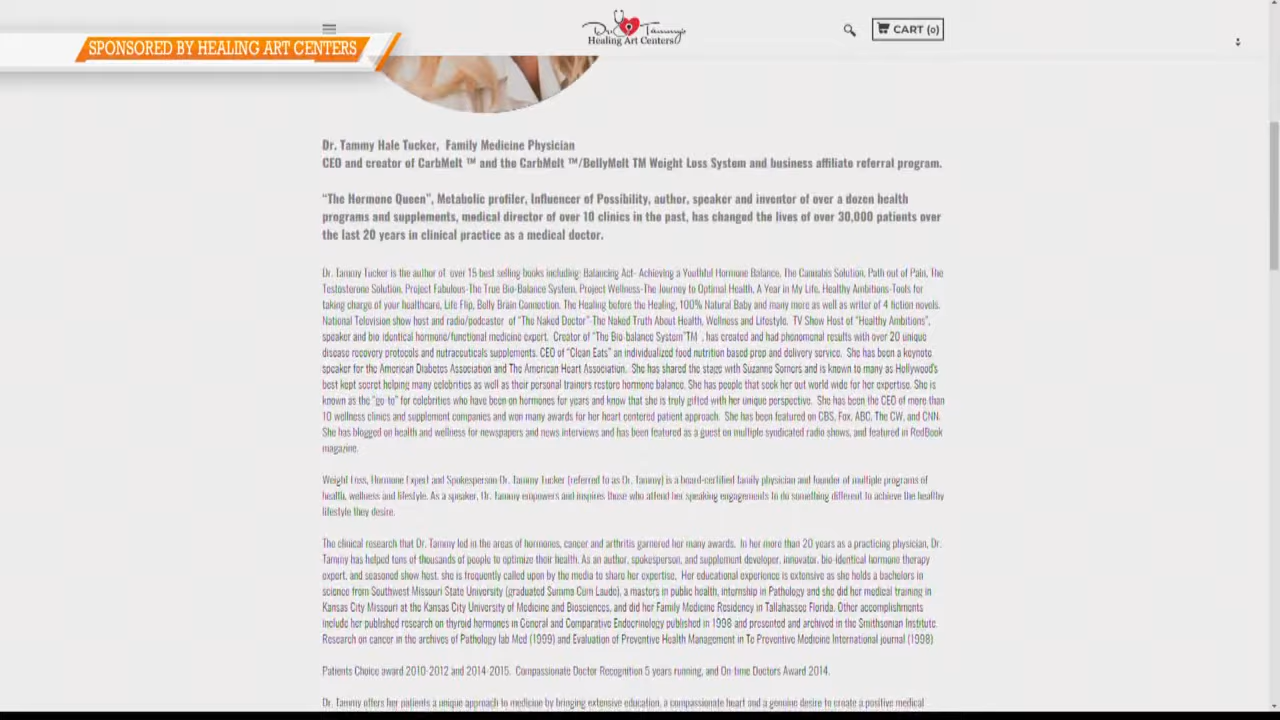 Dr. Tammy's
Healing Art Centers
CART (0)
SPONSORED BY HEALING ART CENTERS
Dr. Tammy Hale Tucker, Family Medicine Physician
CEO and creator of CarbMelt ™ and the CarbMelt ™/BellyMelt TM Weight Loss System and business affiliate referral program.
“The Hormone Queen”, Metabolic profiler, Influencer of Possibility, author, speaker and inventor of over a dozen health
programs and supplements, medical director of over 10 clinics in the past, has changed the lives of over 30,000 patients over
the last 20 years in clinical practice as a medical doctor.
Dr. Tammy Tucker is the author of over 15 best selling books including: Balancing Act- Achieving a Youthful Hormone Balance, The Cannabis Solution, Path out of Pain, The
Testosterone Solution, Project Fabulous-The True Bio-Balance System, Project Wellness-The Journey to Optimal Health, A Year in My Life, Healthy Ambitions-Tools for
taking charge of your healthcare, Life Flip, Belly Brain Connection, The Healing before the Healing, 100% Natural Baby and many more as well as writer of 4 fiction novels.
National Television show host and radio/podcaster of “The Naked Doctor”-The Naked Truth About Health, Wellness and Lifestyle. TV Show Host of “Healthy Ambitions”,
speaker and bio identical hormone/functional medicine expert. Creator of “The Bio-balance System”TM , has created and had phenomenal results with over 20 unique
disease recovery protocols and nutraceuticals supplements. CEO of “Clean Eats” an individualized food nutrition based prep and delivery service. She has been a keynote
speaker for the American Diabetes Association and The American Heart Association. She has shared the stage with Suzanne Somers and is known to many as Hollywood's
best kept secret helping many celebrities as well as their personal trainers restore hormone balance. She has people that seek her out world wide for her expertise. She is
known as the “go-to” for celebrities who have been on hormones for years and know that she is truly gifted with her unique perspective. She has been the CEO of more than
10 wellness clinics and supplement companies and won many awards for her heart centered patient approach. She has been featured on CBS, Fox, ABC, The CW, and CNN.
She has blogged on health and wellness for newspapers and news interviews and has been featured as a guest on multiple syndicated radio shows, and featured in RedBook
magazine.
Weight Loss, Hormone Expert and Spokesperson Dr. Tammy Tucker (referred to as Dr. Tammy) is a board-certified family physician and founder of multiple programs of
health, wellness and lifestyle. As a speaker, Dr. Tammy empowers and inspires those who attend her speaking engagements to do something different to achieve the healthy
lifestyle they desire.
The clinical research that Dr. Tammy led in the areas of hormones, cancer and arthritis garnered her many awards. In her more than 20 years as a practicing physician, Dr.
Tammy has helped tens of thousands of people to optimize their health. As an author, spokesperson, and supplement developer, innovator, bio-identical hormone therapy
expert, and seasoned show host, she is frequently called upon by the media to share her expertise. Her educational experience is extensive as she holds a bachelors in
science from Southwest Missouri State University (graduated Summa Cum Laude), a masters in public health, internship in Pathology and she did her medical training in
Kansas City Missouri at the Kansas City University of Medicine and Biosciences, and did her Family Medicine Residency in Tallahassee Florida. Other accomplishments
include her published research on thyroid hormones in General and Comparative Endocrinology published in 1998 and presented and archived in the Smithsonian Institute.
Research on cancer in the archives of Pathology lab Med (1999) and Evaluation of Preventive Health Management in To Preventive Medicine International journal (1998)
Patients Choice award 2010-2012 and 2014-2015. Compassionate Doctor Recognition 5 years running, and On-time Doctors Award 2014.
Dr. Tammy offers her patients a unique approach to medicine by bringing extensive education, a compassionate heart and a genuine desire to create a positive medical